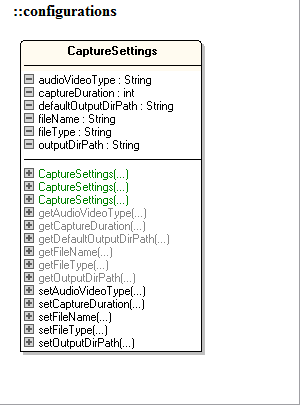 ::configurations
CaptureSettings
audioVideoType : String
captureDuration : int
defaultOutputDirPath : String
fileName : String
fileType : String
outputDirPath : String
CaptureSettings(...)
CaptureSettings(...)
CaptureSettings(...)
getAudioVideoType(...)
getCaptureDuration(...)
getDefaultOutputDirPath(...)
getFileName(...)
getFileType(...)
getOutputDirPath(...)
setAudioVideoType(...)
setCaptureDuration(...)
setFileName(...)
setFileType(...)
setOutputDirPath(...)